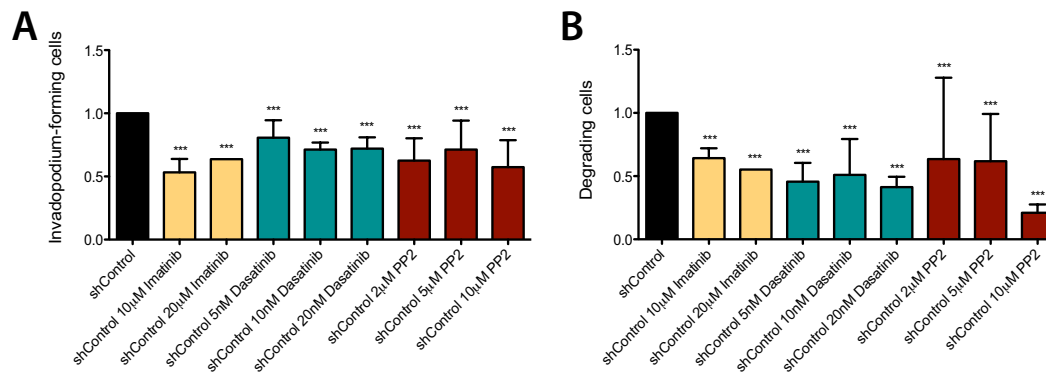 A
Invadopodium-forming cells
1.5
1.0
0.5
0.0
***
***
***
***
***
***
***
***
shControl
shControl 10µM Imatinib
shControl 20µM Imatinib
shControl 5nM Dasatinib
shControl 10nM Dasatinib
shControl 20nM Dasatinib
shControl 2µM PP2
shControl 5µM PP2
shControl 10µM PP2
B
Degrading cells
1.5
1.0
0.5
0.0
***
***
***
***
***
***
***
***
shControl
shControl 10µM Imatinib
shControl 20µM Imatinib
shControl 5nM Dasatinib
shControl 10nM Dasatinib
shControl 20nM Dasatinib
shControl 2µM PP2
shControl 5µM PP2
shControl 10µM PP2